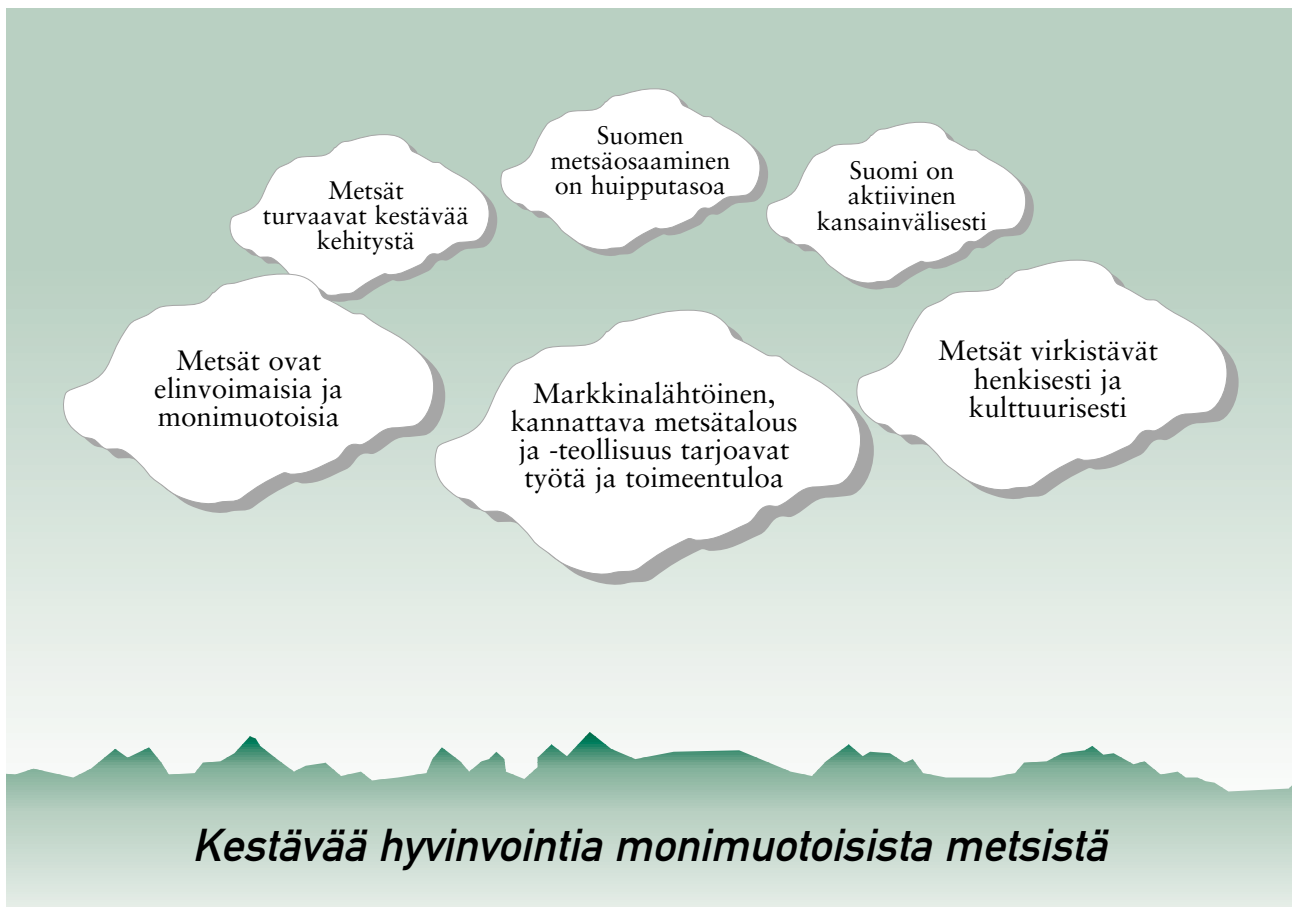 Metsät
turvaavat kestävää
kehitystä
Suomen
metsäosaaminen
on huipputasoa
Suomi on
aktiivinen
kansainvälisesti
Metsät ovat
elinvoimaisia ja
monimuotoisia
Markkinalähtöinen,
kannattava metsätalous
ja -teollisuus tarjoavat
työtä ja toimeentuloa
Metsät virkistävät
henkisesti ja
kulttuurisesti
Kestävää hyvinvointia monimuotoisista metsistä